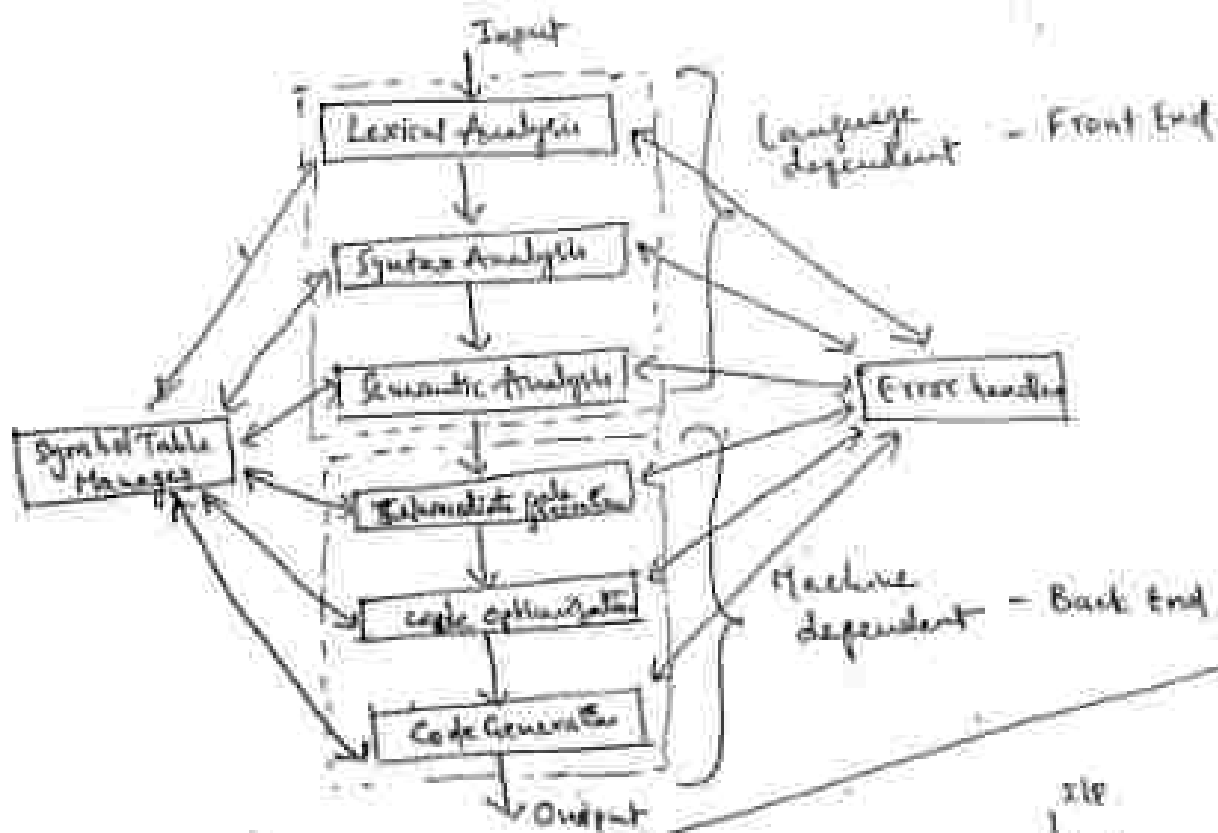 Input
Lexical Analysis
Language
dependent - Front End
Syntax Analysis
Semantic Analysis
Error handler
Symbol Table
Manager
Intermediate code
generation
code optimization
Machine
dependent - Back End
Code Generation
Output